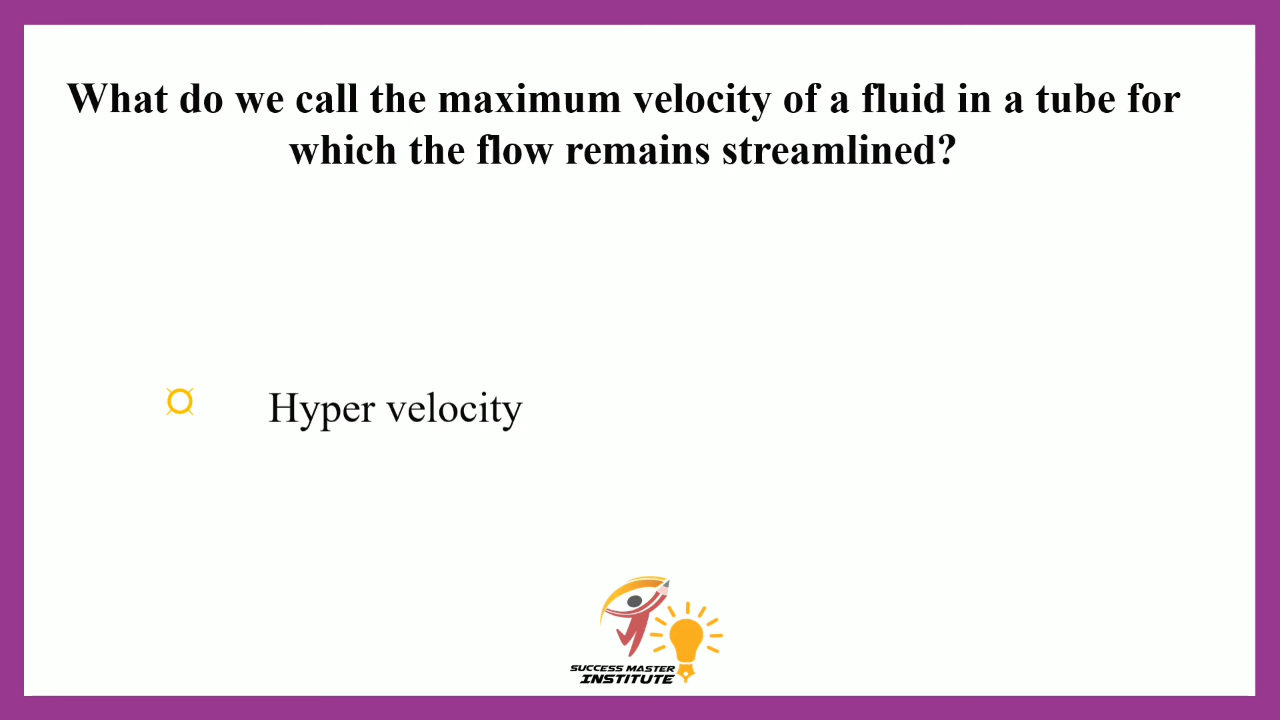 What do we call the maximum velocity of a fluid in a tube for
which the flow remains streamlined?
¤ Hyper velocity
SUCCESS MASTER
INSTITUTE